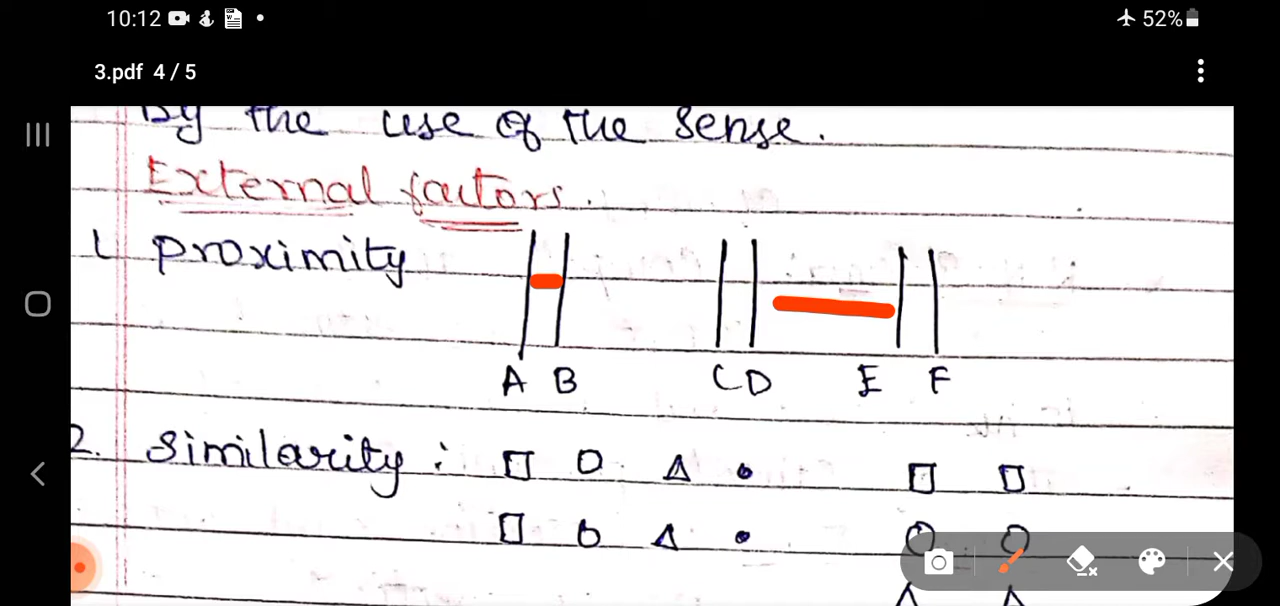 10:12
52%
3.pdf 4/5
By the use of the sense.
External factors.
1. Proximity
A B C D E F
2. Similarity :